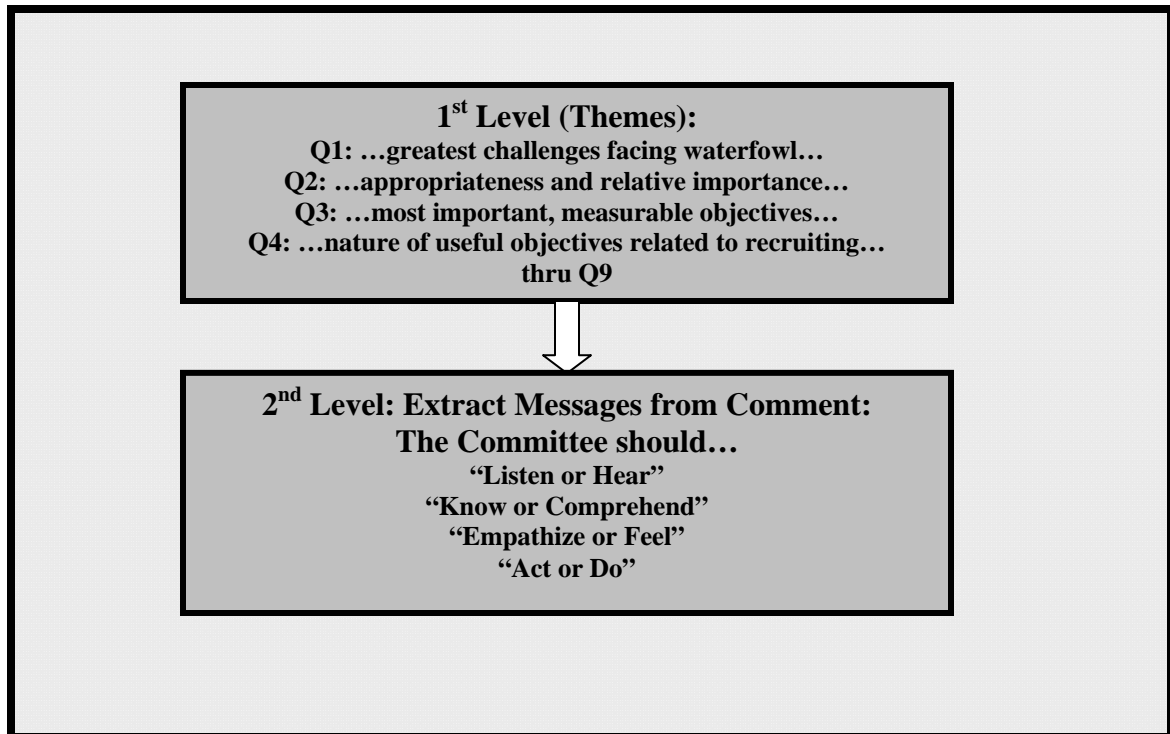 1st Level (Themes):
Q1: …greatest challenges facing waterfowl…
Q2: …appropriateness and relative importance…
Q3: …most important, measurable objectives…
Q4: …nature of useful objectives related to recruiting…
thru Q9
2nd Level: Extract Messages from Comment:
The Committee should…
“Listen or Hear”
“Know or Comprehend”
“Empathize or Feel”
“Act or Do”